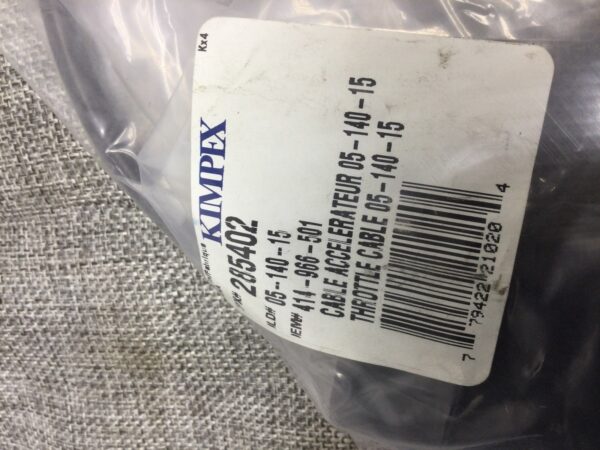 Kx4
KIMPEX
285402
05-140-15
414-966-501
CABLE ACCELERATEUR 05-140-15
THROTTLE CABLE 05-140-15
7 79422 21020 4